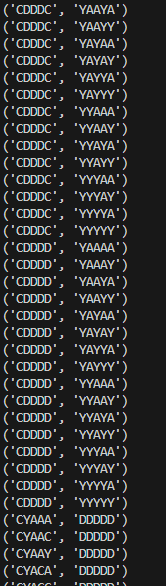 ('CDDDC', 'YAAYA')
('CDDDC', 'YAAYY')
('CDDDC', 'YAYAA')
('CDDDC', 'YAYAY')
('CDDDC', 'YAYYA')
('CDDDC', 'YAYYY')
('CDDDC', 'YYAAA')
('CDDDC', 'YYAAY')
('CDDDC', 'YYAYA')
('CDDDC', 'YYAYY')
('CDDDC', 'YYYAA')
('CDDDC', 'YYYAY')
('CDDDC', 'YYYYA')
('CDDDC', 'YYYYY')
('CDDDD', 'YAAAA')
('CDDDD', 'YAAAY')
('CDDDD', 'YAAYA')
('CDDDD', 'YAAYY')
('CDDDD', 'YAYAA')
('CDDDD', 'YAYAY')
('CDDDD', 'YAYYA')
('CDDDD', 'YAYYY')
('CDDDD', 'YYAAA')
('CDDDD', 'YYAAY')
('CDDDD', 'YYAYA')
('CDDDD', 'YYAYY')
('CDDDD', 'YYYAA')
('CDDDD', 'YYYAY')
('CDDDD', 'YYYYA')
('CDDDD', 'YYYYY')
('CYAAA', 'DDDDD')
('CYAAC', 'DDDDD')
('CYAAY', 'DDDDD')
('CYACA', 'DDDDD')